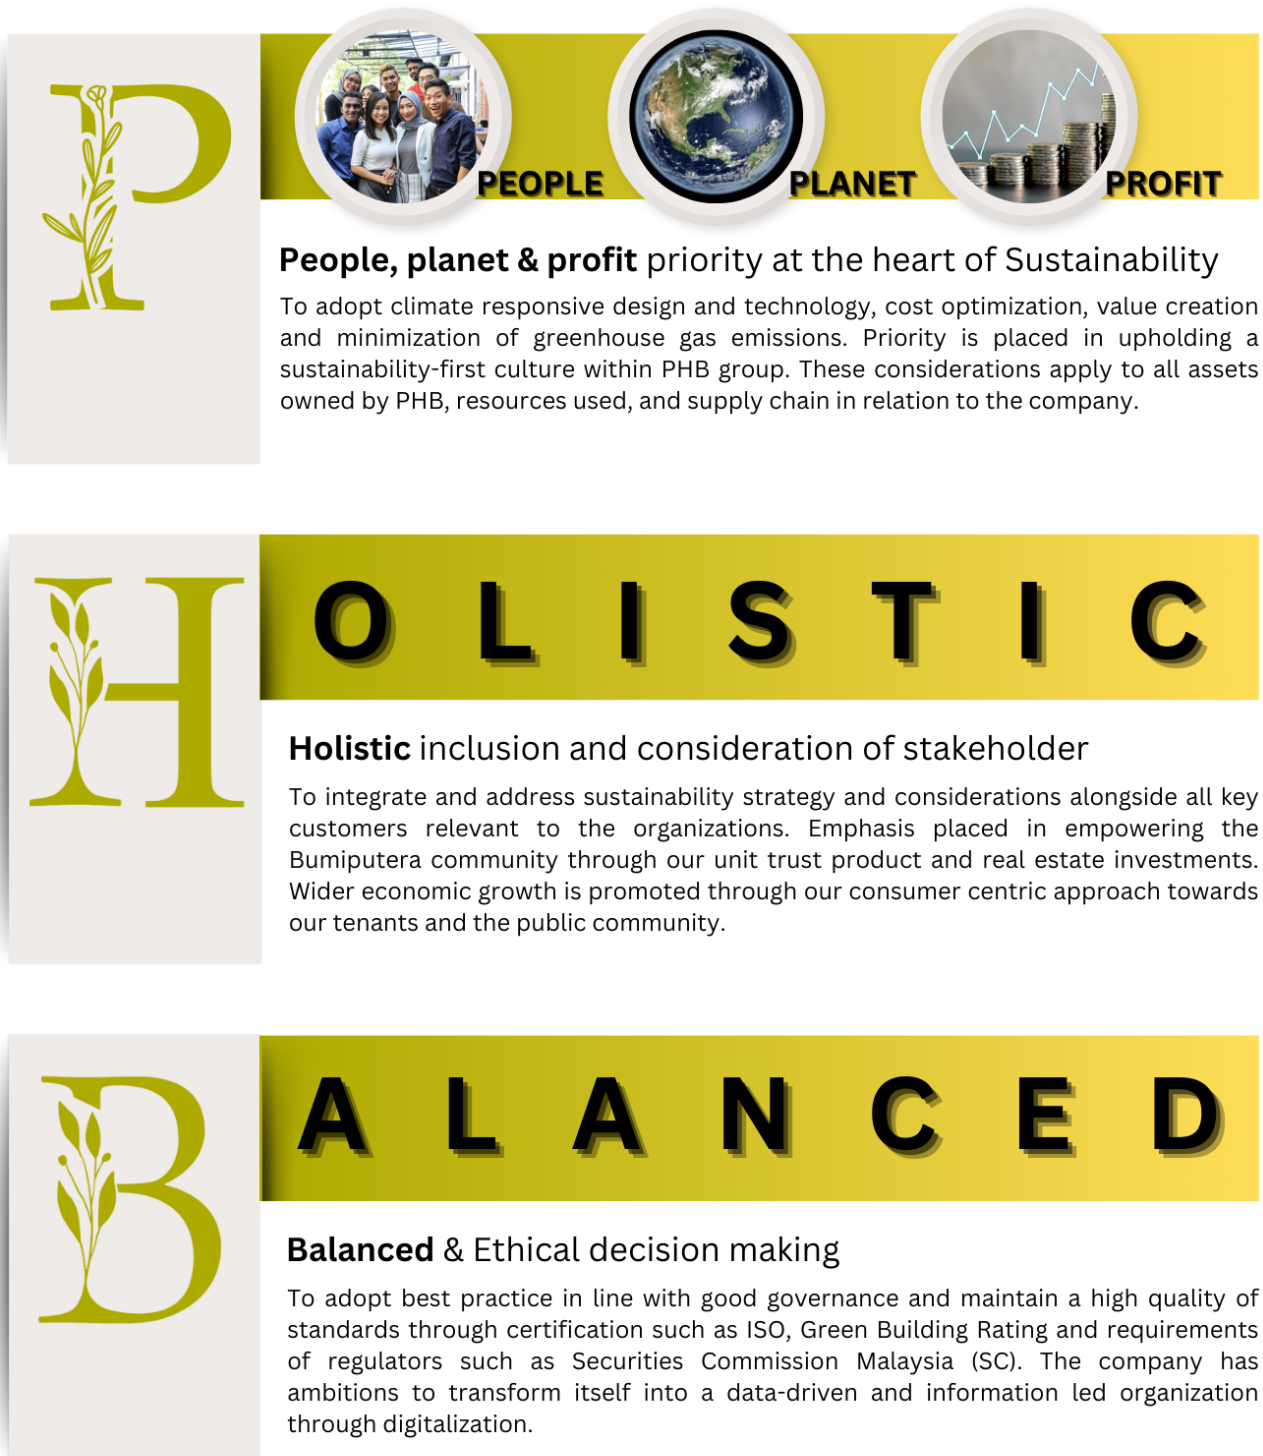 P
PEOPLE PLANET PROFIT
People, planet & profit priority at the heart of Sustainability
To adopt climate responsive design and technology, cost optimization, value creation
and minimization of greenhouse gas emissions. Priority is placed in upholding a
sustainability-first culture within PHB group. These considerations apply to all assets
owned by PHB, resources used, and supply chain in relation to the company.
HOLISTIC
Holistic inclusion and consideration of stakeholder
To integrate and address sustainability strategy and considerations alongside all key
customers relevant to the organizations. Emphasis placed in empowering the
Bumiputera community through our unit trust product and real estate investments.
Wider economic growth is promoted through our consumer centric approach towards
our tenants and the public community.
BALANCED
Balanced & Ethical decision making
To adopt best practice in line with good governance and maintain a high quality of
standards through certification such as ISO, Green Building Rating and requirements
of regulators such as Securities Commission Malaysia (SC). The company has
ambitions to transform itself into a data-driven and information led organization
through digitalization.